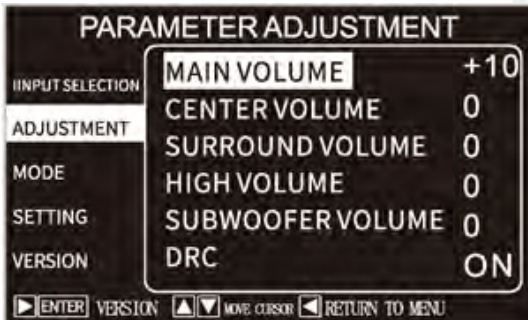 PARAMETER ADJUSTMENT
IINPUT SELECTION
ADJUSTMENT
MODE
SETTING
VERSION
MAIN VOLUME +10
CENTER VOLUME 0
SURROUND VOLUME 0
HIGH VOLUME 0
SUBWOOFER VOLUME 0
DRC ON
▶ ENTER VERSION ▲▼ MOVE CURSOR ◀ RETURN TO MENU